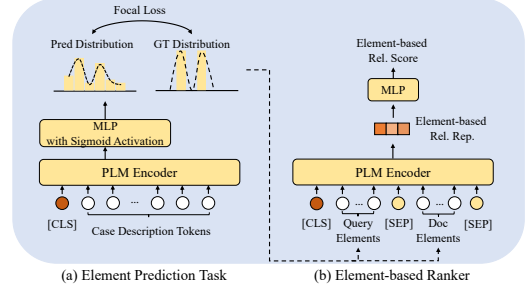 Focal Loss
Pred Distribution
GT Distribution
MLP
with Sigmoid Activation
PLM Encoder
[CLS]
...
Case Description Tokens
(a) Element Prediction Task
Element-based
Rel. Score
MLP
Element-based
Rel. Rep.
PLM Encoder
... ...
[CLS]
Query
Elements
[SEP]
Doc
Elements
[SEP]
(b) Element-based Ranker